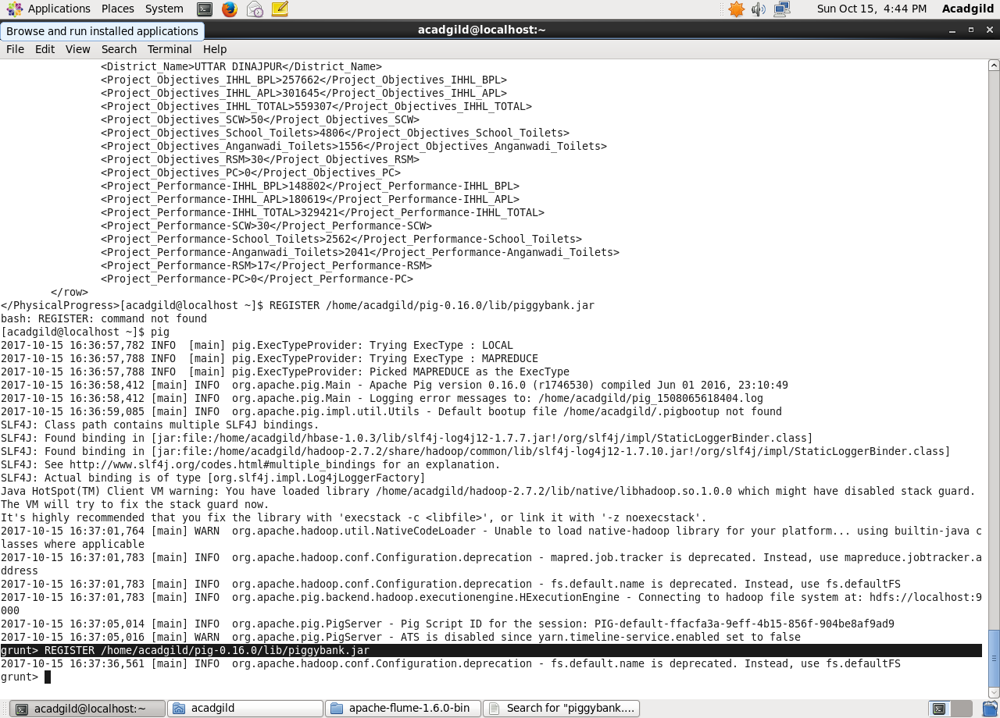 Applications Places System Sun Oct 15, 4:44 PM Acadgild
Browse and run installed applications
acadgild@localhost:~
File Edit View Search Terminal Help
<District_Name>UTTAR DINAJPUR</District_Name>
<Project_Objectives_IHHL_BPL>257662</Project_Objectives_IHHL_BPL>
<Project_Objectives_IHHL_APL>301645</Project_Objectives_IHHL_APL>
<Project_Objectives_IHHL_TOTAL>559307</Project_Objectives_IHHL_TOTAL>
<Project_Objectives_SCW>50</Project_Objectives_SCW>
<Project_Objectives_School_Toilets>4806</Project_Objectives_School_Toilets>
<Project_Objectives_Anganwadi_Toilets>1556</Project_Objectives_Anganwadi_Toilets>
<Project_Objectives_RSM>30</Project_Objectives_RSM>
<Project_Objectives_PC>0</Project_Objectives_PC>
<Project_Performance-IHHL_BPL>148802</Project_Performance-IHHL_BPL>
<Project_Performance-IHHL_APL>180619</Project_Performance-IHHL_APL>
<Project_Performance-IHHL_TOTAL>329421</Project_Performance-IHHL_TOTAL>
<Project_Performance-SCW>30</Project_Performance-SCW>
<Project_Performance-School_Toilets>2562</Project_Performance-School_Toilets>
<Project_Performance-Anganwadi_Toilets>2041</Project_Performance-Anganwadi_Toilets>
<Project_Performance-RSM>17</Project_Performance-RSM>
<Project_Performance-PC>0</Project_Performance-PC>
</row>
</PhysicalProgress>[acadgild@localhost ~]$ REGISTER /home/acadgild/pig-0.16.0/lib/piggybank.jar
bash: REGISTER: command not found
[acadgild@localhost ~]$ pig
2017-10-15 16:36:57,782 INFO  [main] pig.ExecTypeProvider: Trying ExecType : LOCAL
2017-10-15 16:36:57,788 INFO  [main] pig.ExecTypeProvider: Trying ExecType : MAPREDUCE
2017-10-15 16:36:57,788 INFO  [main] pig.ExecTypeProvider: Picked MAPREDUCE as the ExecType
2017-10-15 16:36:58,412 [main] INFO  org.apache.pig.Main - Apache Pig version 0.16.0 (r1746530) compiled Jun 01 2016, 23:10:49
2017-10-15 16:36:58,412 [main] INFO  org.apache.pig.Main - Logging error messages to: /home/acadgild/pig_1508065618404.log
2017-10-15 16:36:59,085 [main] INFO  org.apache.pig.impl.util.Utils - Default bootup file /home/acadgild/.pigbootup not found
SLF4J: Class path contains multiple SLF4J bindings.
SLF4J: Found binding in [jar:file:/home/acadgild/hbase-1.0.3/lib/slf4j-log4j12-1.7.7.jar!/org/slf4j/impl/StaticLoggerBinder.class]
SLF4J: Found binding in [jar:file:/home/acadgild/hadoop-2.7.2/share/hadoop/common/lib/slf4j-log4j12-1.7.10.jar!/org/slf4j/impl/StaticLoggerBinder.class]
SLF4J: See http://www.slf4j.org/codes.html#multiple_bindings for an explanation.
SLF4J: Actual binding is of type [org.slf4j.impl.Log4jLoggerFactory]
Java HotSpot(TM) Client VM warning: You have loaded library /home/acadgild/hadoop-2.7.2/lib/native/libhadoop.so.1.0.0 which might have disabled stack guard.
The VM will try to fix the stack guard now.
It's highly recommended that you fix the library with 'execstack -c <libfile>', or link it with '-z noexecstack'.
2017-10-15 16:37:01,764 [main] WARN  org.apache.hadoop.util.NativeCodeLoader - Unable to load native-hadoop library for your platform... using builtin-java c
lasses where applicable
2017-10-15 16:37:01,783 [main] INFO  org.apache.hadoop.conf.Configuration.deprecation - mapred.job.tracker is deprecated. Instead, use mapreduce.jobtracker.a
ddress
2017-10-15 16:37:01,783 [main] INFO  org.apache.hadoop.conf.Configuration.deprecation - fs.default.name is deprecated. Instead, use fs.defaultFS
2017-10-15 16:37:01,783 [main] INFO  org.apache.pig.backend.hadoop.executionengine.HExecutionEngine - Connecting to hadoop file system at: hdfs://localhost:9
000
2017-10-15 16:37:05,014 [main] INFO  org.apache.pig.PigServer - Pig Script ID for the session: PIG-default-ffacfa3a-9eff-4b15-856f-904be8af9ad9
2017-10-15 16:37:05,016 [main] WARN  org.apache.pig.PigServer - ATS is disabled since yarn.timeline-service.enabled set to false
grunt> REGISTER /home/acadgild/pig-0.16.0/lib/piggybank.jar
2017-10-15 16:37:36,561 [main] INFO  org.apache.hadoop.conf.Configuration.deprecation - fs.default.name is deprecated. Instead, use fs.defaultFS
grunt>
acadgild@localhost:~ acadgild apache-flume-1.6.0-bin Search for "piggybank....